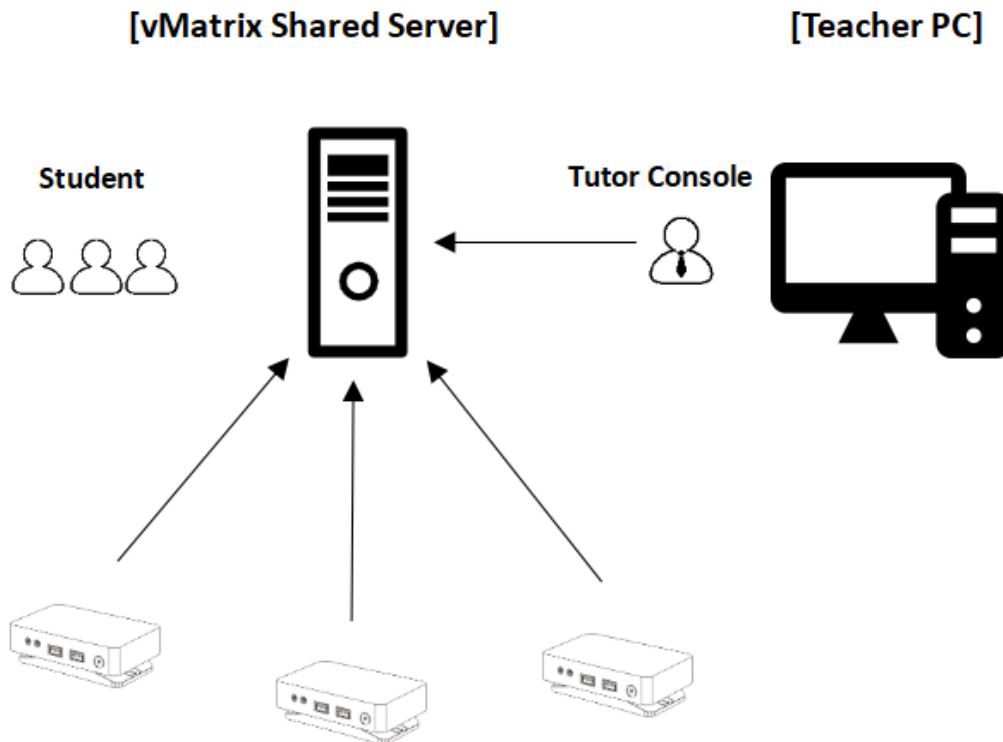 [vMatrix Shared Server]
[Teacher PC]
Student
Tutor Console